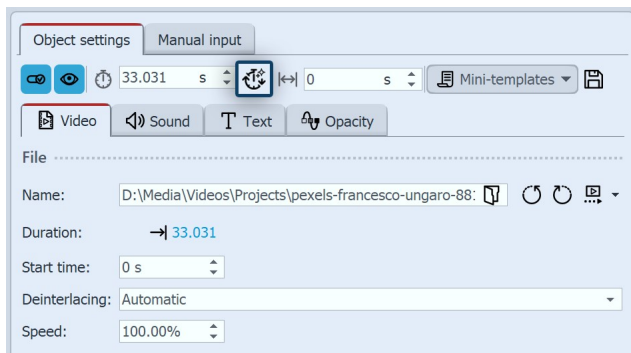 Object settings Manual input
33.031 s 0 s Mini-templates
Video Sound Text Opacity
File
Name: D:\Media\Videos\Projects\pexels-francesco-ungaro-881
Duration: 33.031
Start time: 0 s
Deinterlacing: Automatic
Speed: 100.00%